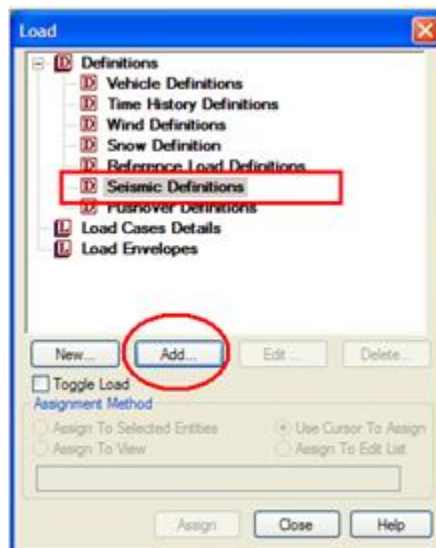 Load
Definitions
Vehicle Definitions
Time History Definitions
Wind Definitions
Snow Definition
Reference Load Definitions
Seismic Definitions
Pushover Definitions
Load Cases Details
Load Envelopes
New... Add... Edit ... Delete...
Toggle Load
Assignment Method
Assign To Selected Entities Use Cursor To Assign
Assign To View Assign To Edit List
Assign Close Help